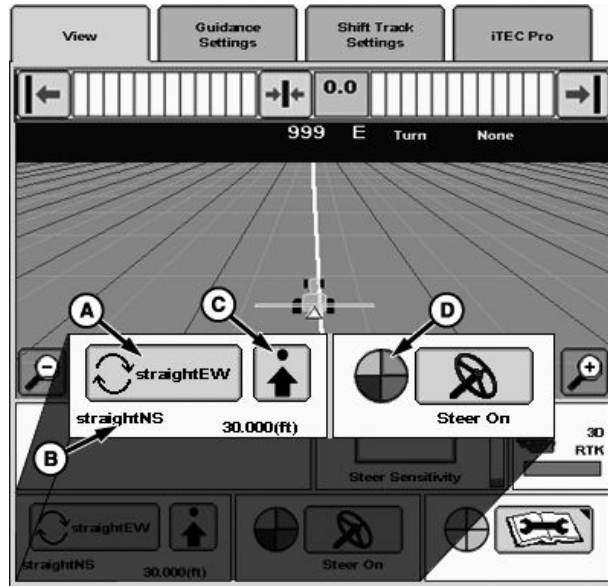 View
Guidance
Settings
Shift Track
Settings
iTEC Pro
0.0
999 E Turn None
A
C
D
straightEW
straightNS
30.000(ft)
Steer On
B
3D
RTK
Steer Sensitivity
straightEW
straightNS
30.000(ft)
Steer On